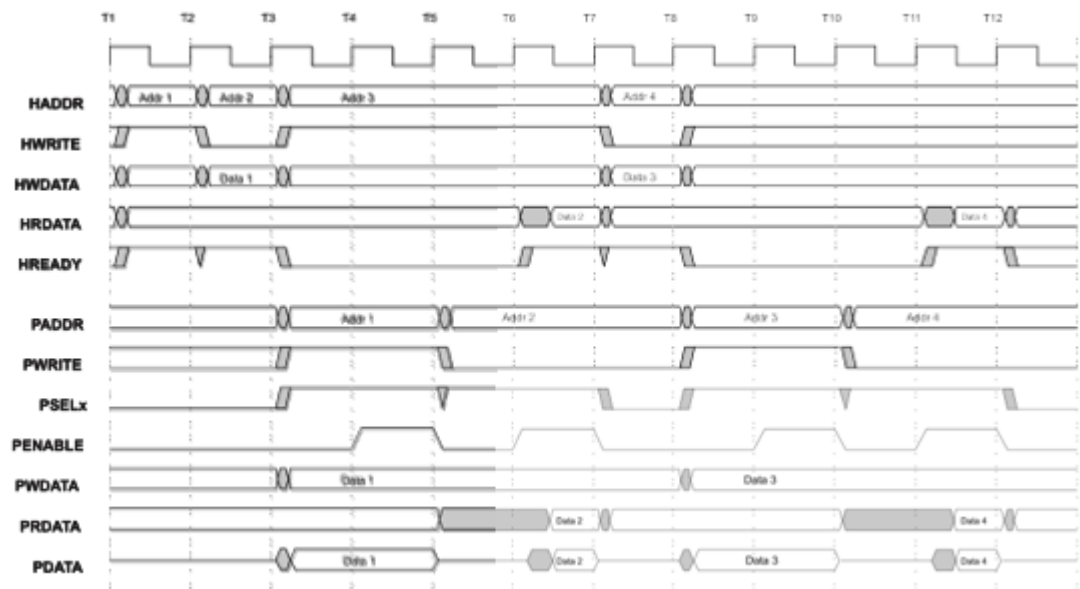 T1 T2 T3 T4 T5 T6 T7 T8 T9 T10 T11 T12
HADDR Addr 1 Addr 2 Addr 3 Addr 4
HWRITE
HWDATA Data 1 Data 3
HRDATA Data 2 Data 4
HREADY
PADDR Addr 1 Addr 2 Addr 3 Addr 4
PWRITE
PSELx
PENABLE
PWDATA Data 1 Data 3
PRDATA Data 2 Data 4
PDATA Data 1 Data 2 Data 3 Data 4